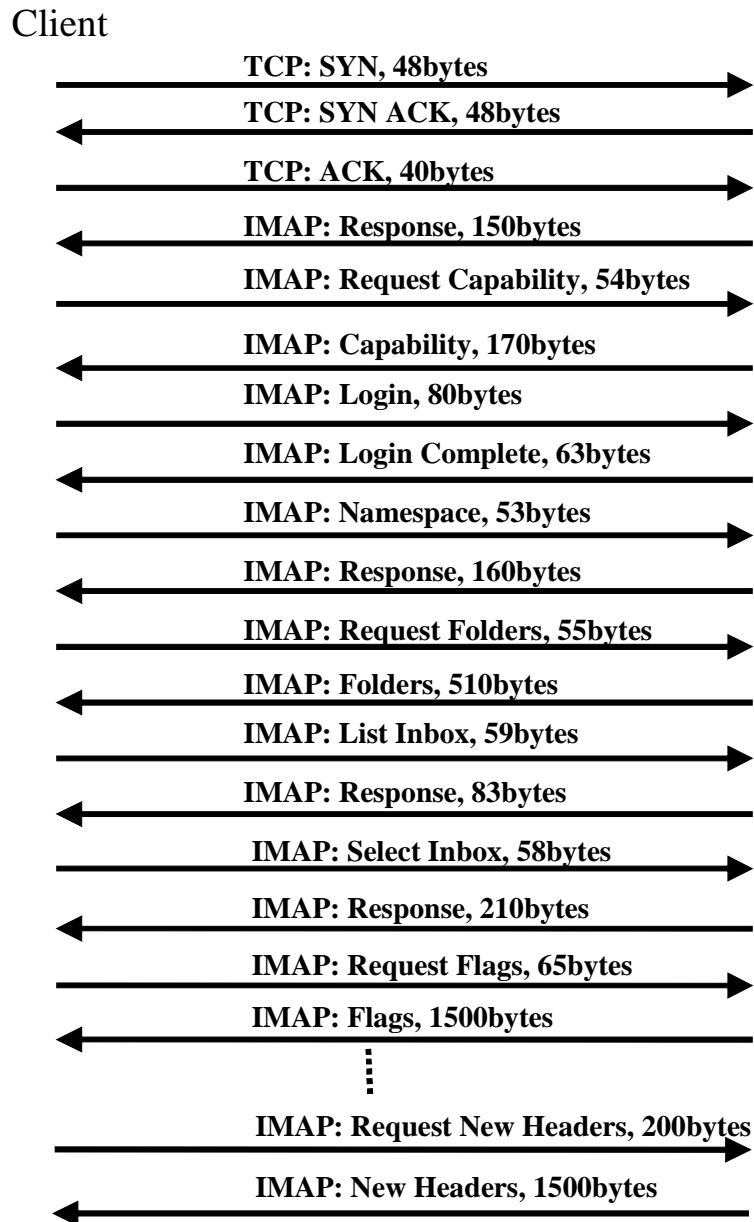 Client
TCP: SYN, 48bytes
TCP: SYN ACK, 48bytes
TCP: ACK, 40bytes
IMAP: Response, 150bytes
IMAP: Request Capability, 54bytes
IMAP: Capability, 170bytes
IMAP: Login, 80bytes
IMAP: Login Complete, 63bytes
IMAP: Namespace, 53bytes
IMAP: Response, 160bytes
IMAP: Request Folders, 55bytes
IMAP: Folders, 510bytes
IMAP: List Inbox, 59bytes
IMAP: Response, 83bytes
IMAP: Select Inbox, 58bytes
IMAP: Response, 210bytes
IMAP: Request Flags, 65bytes
IMAP: Flags, 1500bytes
IMAP: Request New Headers, 200bytes
IMAP: New Headers, 1500bytes